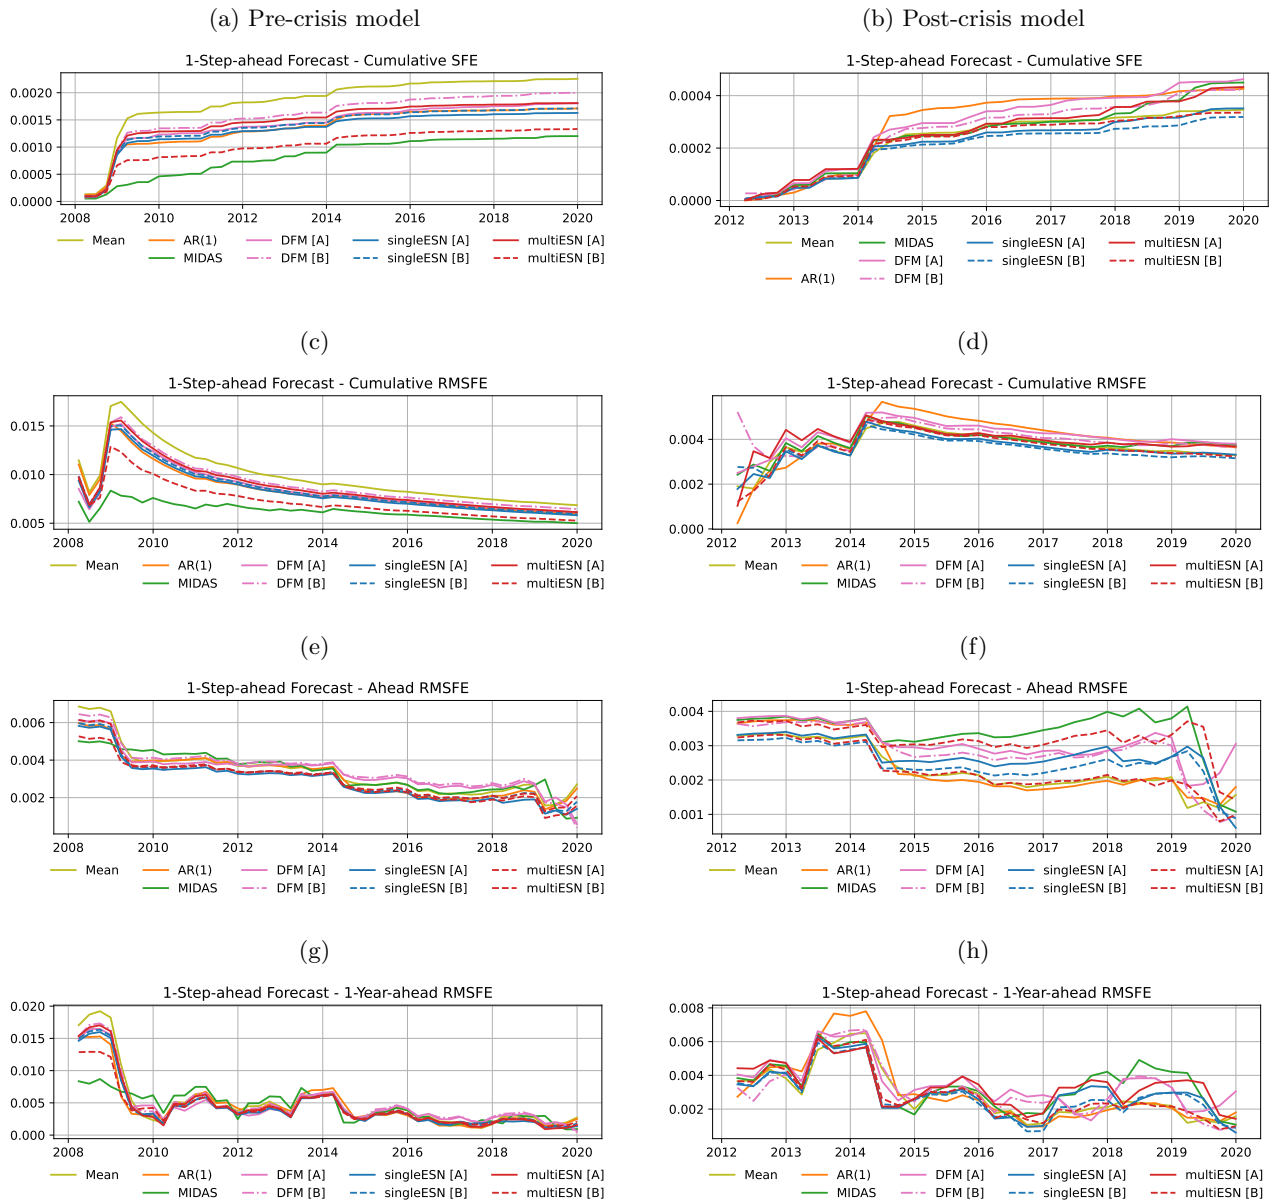 (a) Pre-crisis model
(b) Post-crisis model
1-Step-ahead Forecast - Cumulative SFE
0.0020
0.0015
0.0010
0.0005
0.0000
2008 2010 2012 2014 2016 2018 2020
Mean AR(1) DFM [A] singleESN [A] multiESN [A]
MIDAS DFM [B] singleESN [B] multiESN [B]
1-Step-ahead Forecast - Cumulative SFE
0.0004
0.0002
0.0000
2012 2013 2014 2015 2016 2017 2018 2019 2020
Mean MIDAS singleESN [A] multiESN [A]
DFM [A] singleESN [B] multiESN [B]
AR(1) DFM [B]
(c)
(d)
1-Step-ahead Forecast - Cumulative RMSFE
0.015
0.010
0.005
2008 2010 2012 2014 2016 2018 2020
Mean AR(1) DFM [A] singleESN [A] multiESN [A]
MIDAS DFM [B] singleESN [B] multiESN [B]
1-Step-ahead Forecast - Cumulative RMSFE
0.004
0.002
0.000
2012 2013 2014 2015 2016 2017 2018 2019 2020
Mean AR(1) DFM [A] singleESN [A] multiESN [A]
MIDAS DFM [B] singleESN [B] multiESN [B]
(e)
(f)
1-Step-ahead Forecast - Ahead RMSFE
0.006
0.004
0.002
2008 2010 2012 2014 2016 2018 2020
Mean AR(1) DFM [A] singleESN [A] multiESN [A]
MIDAS DFM [B] singleESN [B] multiESN [B]
1-Step-ahead Forecast - Ahead RMSFE
0.004
0.003
0.002
0.001
2012 2013 2014 2015 2016 2017 2018 2019 2020
Mean AR(1) DFM [A] singleESN [A] multiESN [A]
MIDAS DFM [B] singleESN [B] multiESN [B]
(g)
(h)
1-Step-ahead Forecast - 1-Year-ahead RMSFE
0.020
0.015
0.010
0.005
0.000
2008 2010 2012 2014 2016 2018 2020
Mean AR(1) DFM [A] singleESN [A] multiESN [A]
MIDAS DFM [B] singleESN [B] multiESN [B]
1-Step-ahead Forecast - 1-Year-ahead RMSFE
0.008
0.006
0.004
0.002
2012 2013 2014 2015 2016 2017 2018 2019 2020
Mean AR(1) DFM [A] singleESN [A] multiESN [A]
MIDAS DFM [B] singleESN [B] multiESN [B]